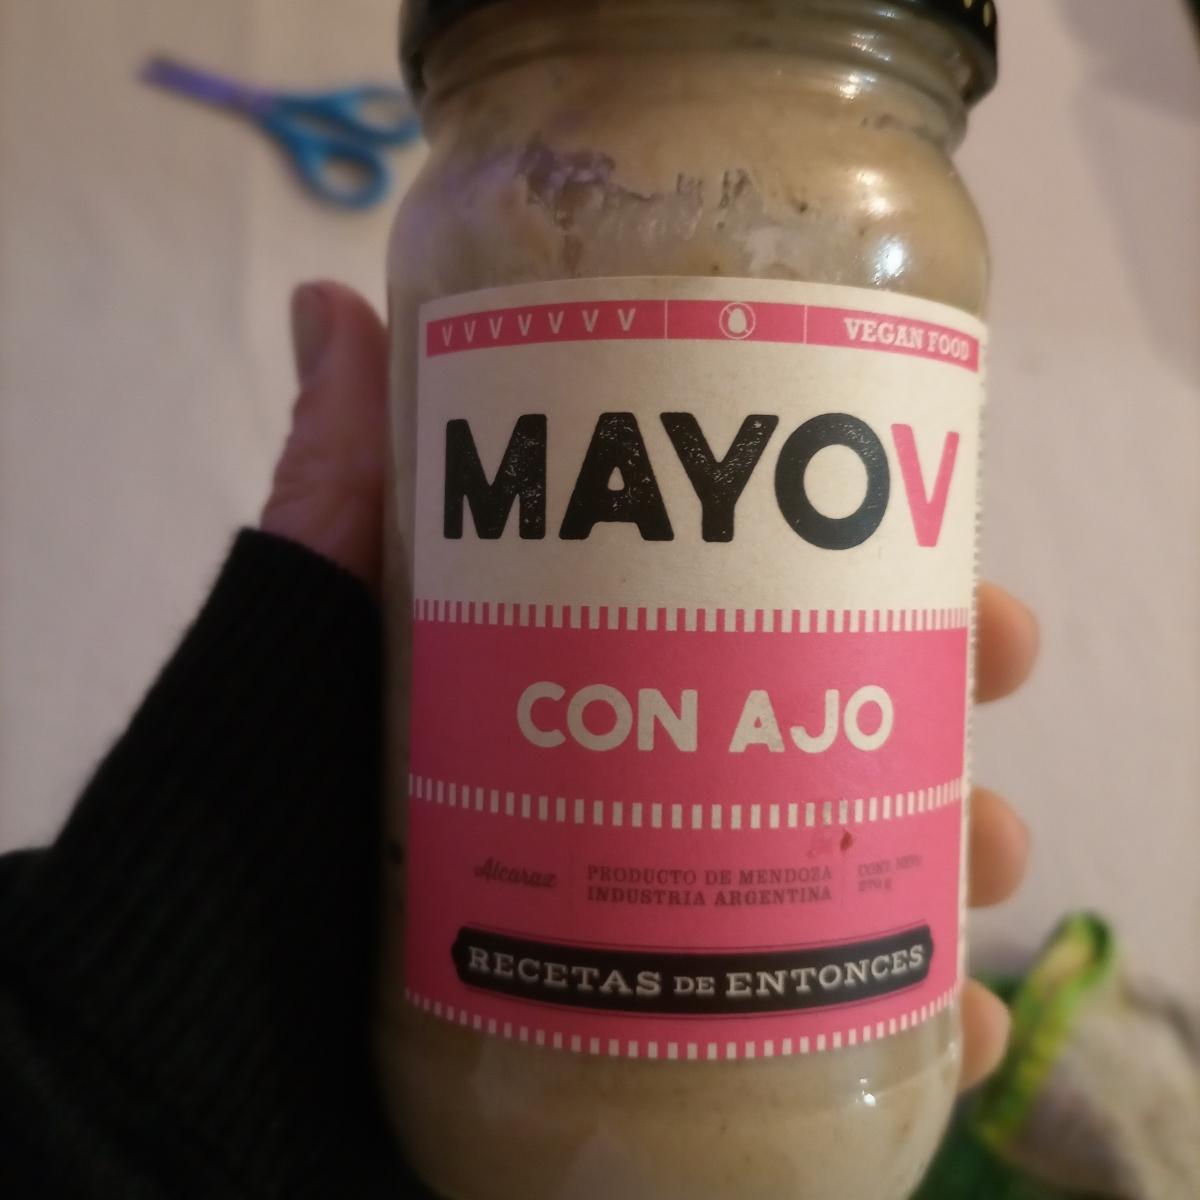 V V V V V V V
VEGAN FOOD
MAYOV
CON AJO
Alcaraz
PRODUCTO DE MENDOZA
INDUSTRIA ARGENTINA
CONT. NETO
270 g
RECETAS DE ENTONCES